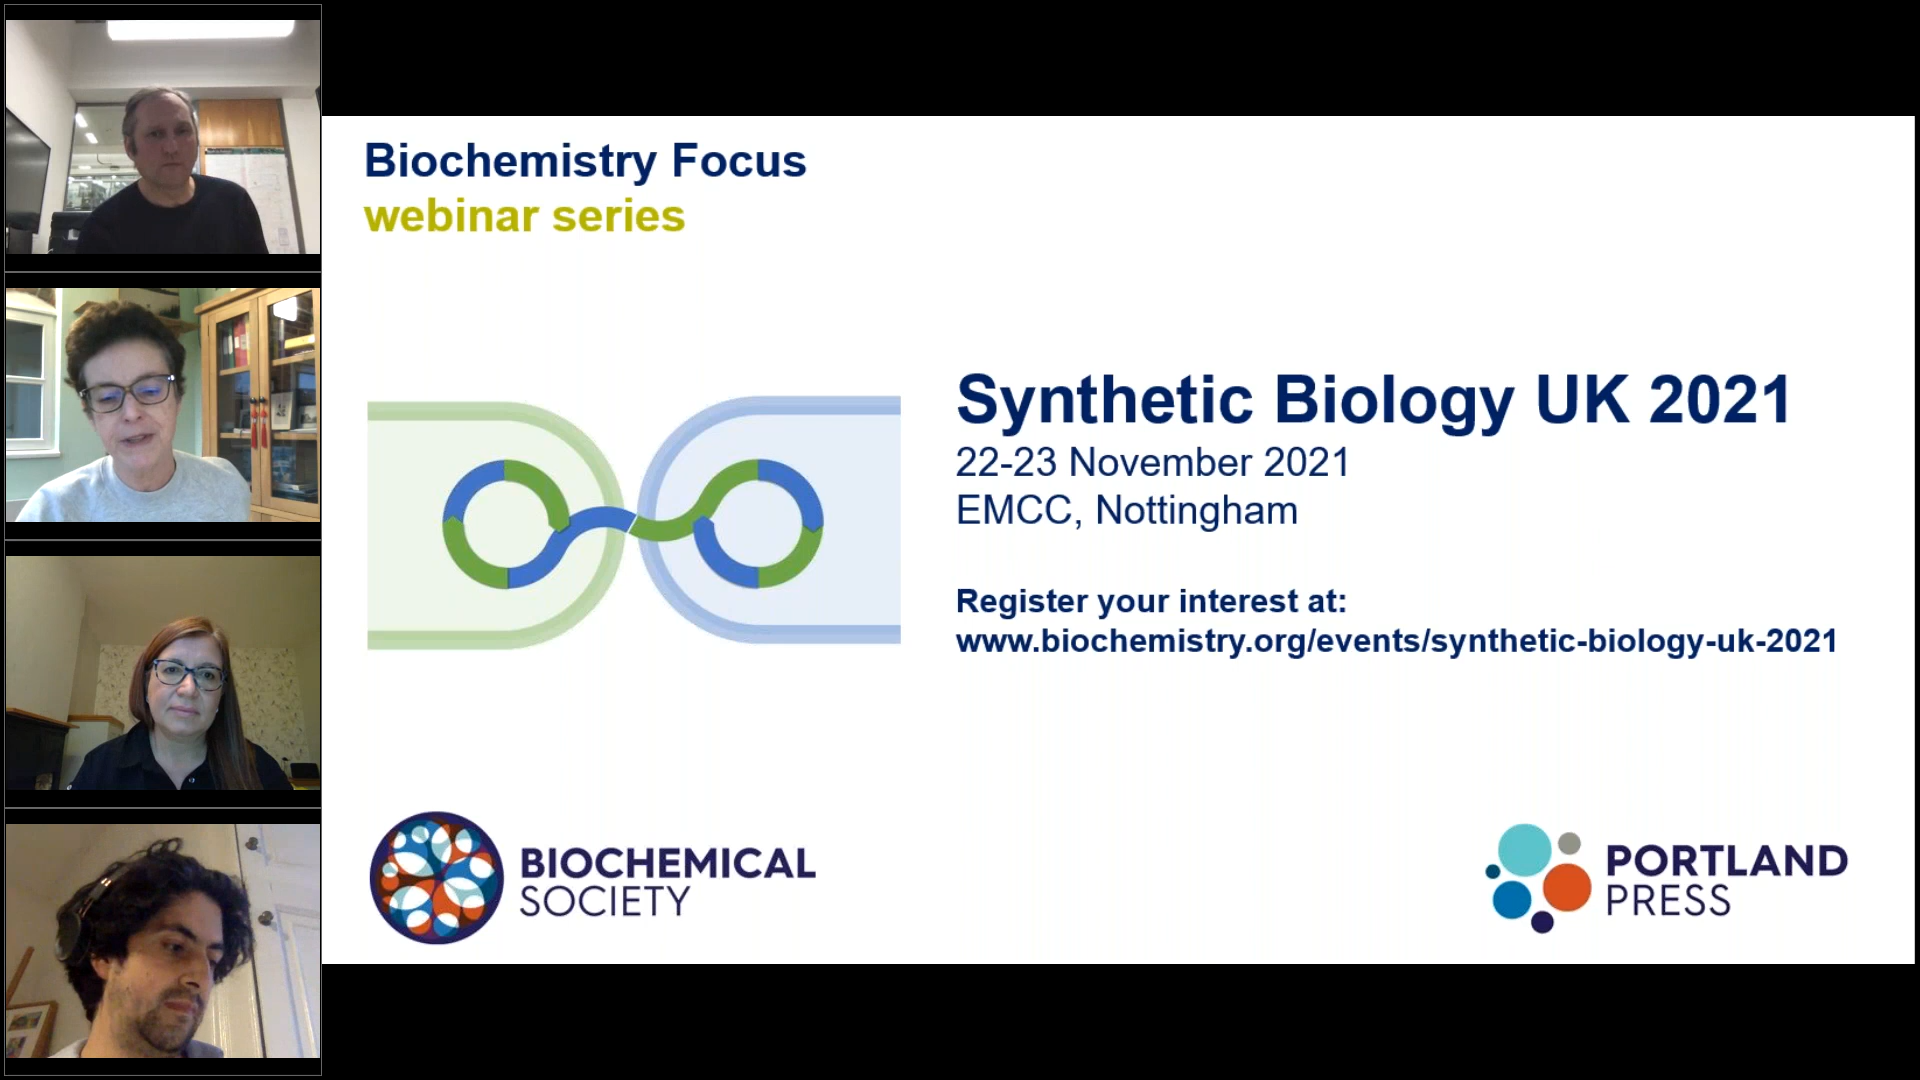 Biochemistry Focus
webinar series
Synthetic Biology UK 2021
22-23 November 2021
EMCC, Nottingham
Register your interest at:
www.biochemistry.org/events/synthetic-biology-uk-2021
BIOCHEMICAL
SOCIETY
PORTLAND
PRESS